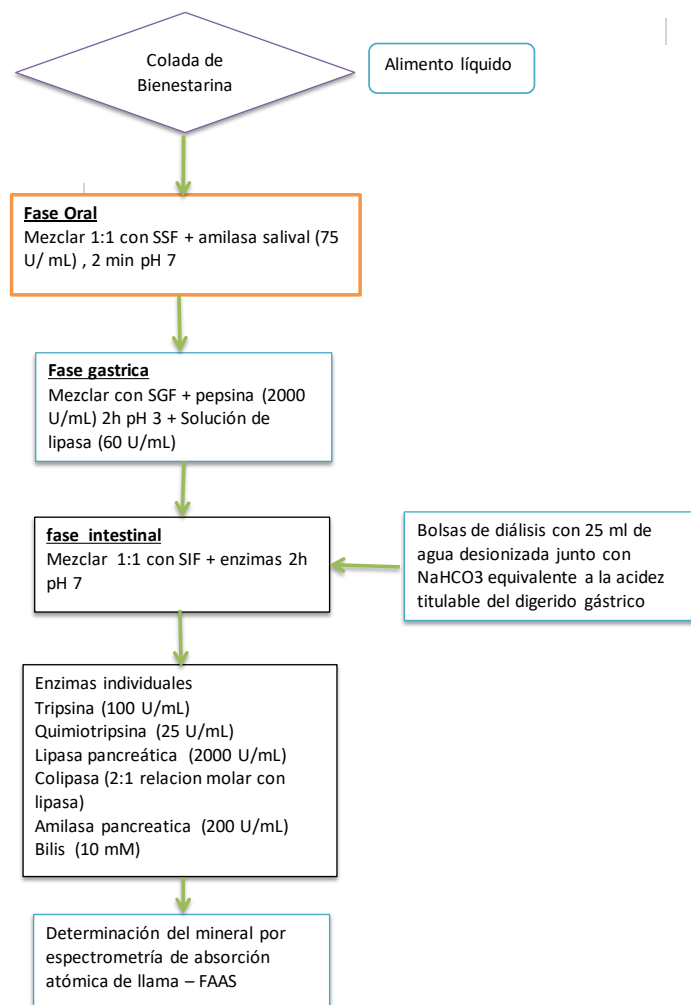 Colada de
Bienestarina
Alimento líquido
Fase Oral
Mezclar 1:1 con SSF + amilasa salival (75
U/ mL) , 2 min pH 7
Fase gastrica
Mezclar con SGF + pepsina (2000
U/mL) 2h pH 3 + Solución de
lipasa (60 U/mL)
fase intestinal
Mezclar 1:1 con SIF + enzimas 2h
pH 7
Bolsas de diálisis con 25 ml de
agua desionizada junto con
NaHCO3 equivalente a la acidez
titulable del digerido gástrico
Enzimas individuales
Tripsina (100 U/mL)
Quimiotripsina (25 U/mL)
Lipasa pancreática (2000 U/mL)
Colipasa (2:1 relacion molar con
lipasa)
Amilasa pancreatica (200 U/mL)
Bilis (10 mM)
Determinación del mineral por
espectrometría de absorción
atómica de llama – FAAS